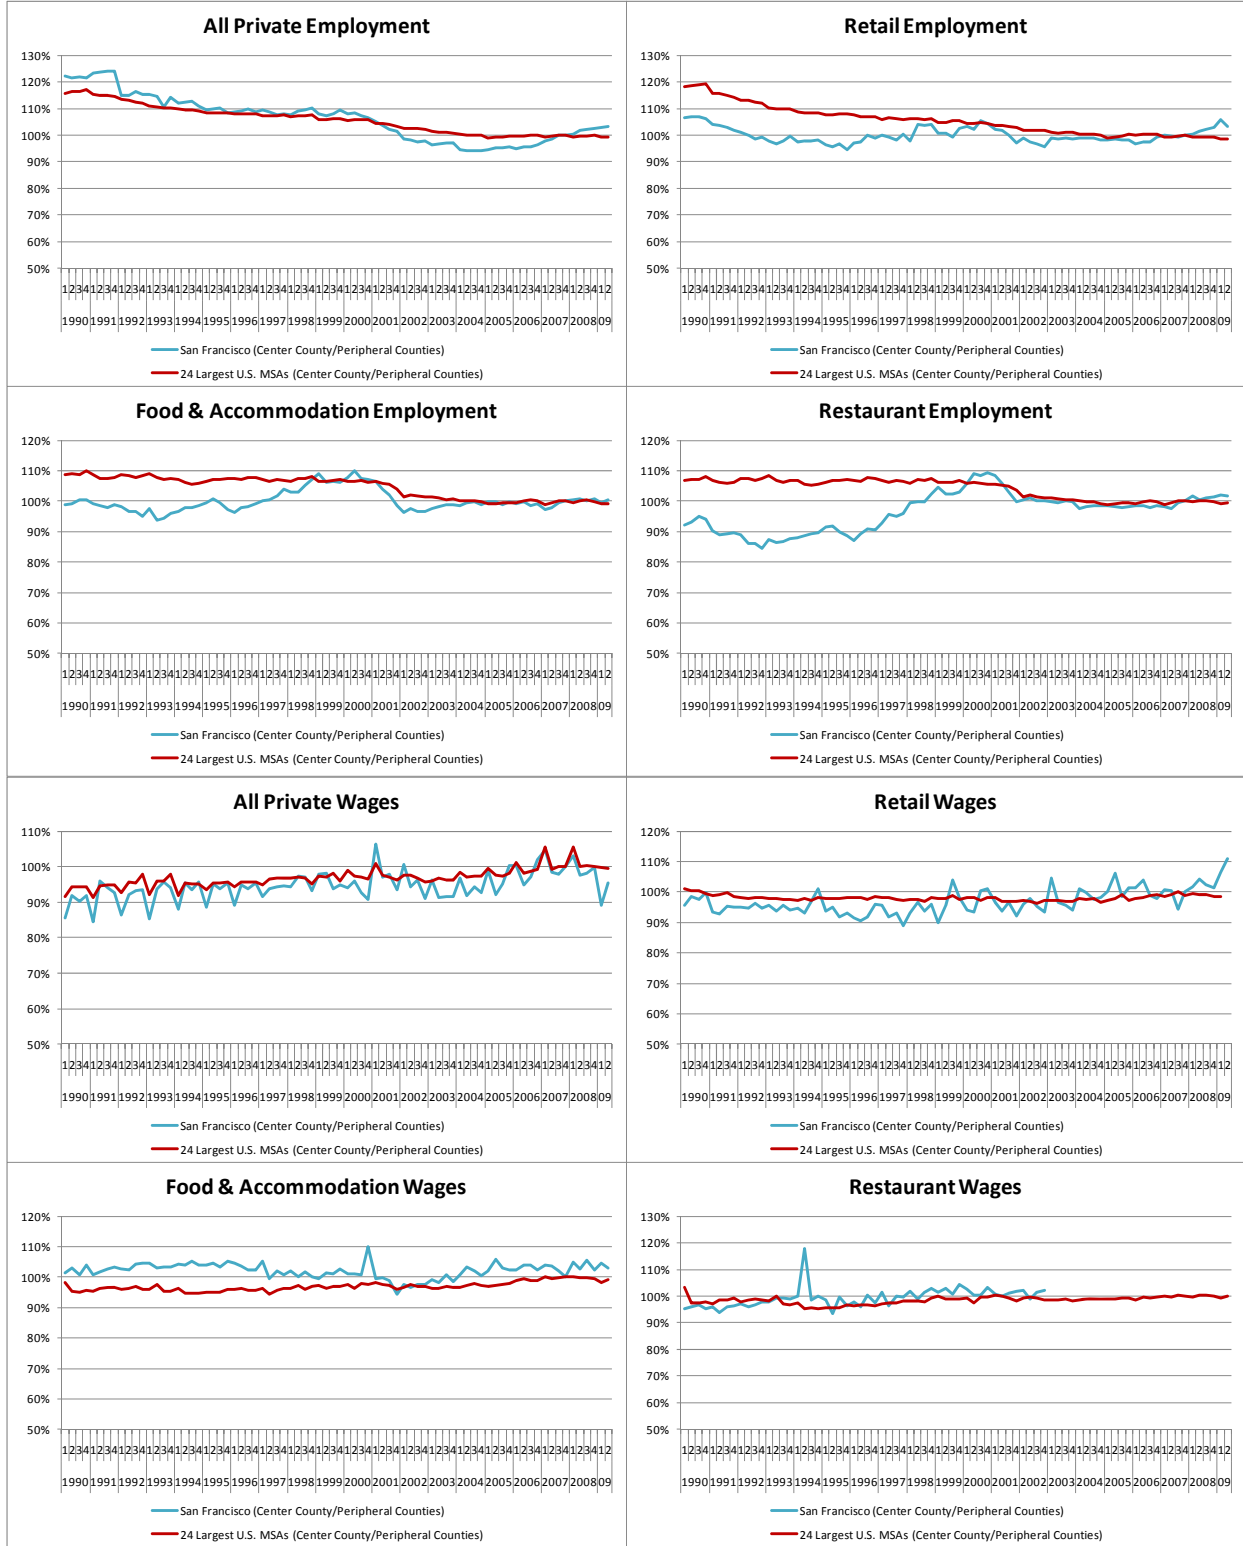 All Private Employment
130%
120%
110%
100%
90%
80%
70%
60%
50%
1234123412341234123412341234123412341234123412341234123412341234123412341234 12
1990 1991 1992 1993 1994 1995 1996 1997 1998 1999 2000 2001 2002 2003 2004 2005 2006 2007 2008 09
San Francisco (Center County/Peripheral Counties)
24 Largest U.S. MSAs (Center County/Peripheral Counties)
Retail Employment
130%
120%
110%
100%
90%
80%
70%
60%
50%
1234123412341234123412341234123412341234123412341234123412341234123412341234 12
1990 1991 1992 1993 1994 1995 1996 1997 1998 1999 2000 2001 2002 2003 2004 2005 2006 2007 2008 09
San Francisco (Center County/Peripheral Counties)
24 Largest U.S. MSAs (Center County/Peripheral Counties)
Food & Accommodation Employment
120%
110%
100%
90%
80%
70%
60%
50%
1234123412341234123412341234123412341234123412341234123412341234123412341234 12
1990 1991 1992 1993 1994 1995 1996 1997 1998 1999 2000 2001 2002 2003 2004 2005 2006 2007 2008 09
San Francisco (Center County/Peripheral Counties)
24 Largest U.S. MSAs (Center County/Peripheral Counties)
Restaurant Employment
120%
110%
100%
90%
80%
70%
60%
50%
1234123412341234123412341234123412341234123412341234123412341234123412341234 12
1990 1991 1992 1993 1994 1995 1996 1997 1998 1999 2000 2001 2002 2003 2004 2005 2006 2007 2008 09
San Francisco (Center County/Peripheral Counties)
24 Largest U.S. MSAs (Center County/Peripheral Counties)
All Private Wages
110%
100%
90%
80%
70%
60%
50%
1234123412341234123412341234123412341234123412341234123412341234123412341234 12
1990 1991 1992 1993 1994 1995 1996 1997 1998 1999 2000 2001 2002 2003 2004 2005 2006 2007 2008 09
San Francisco (Center County/Peripheral Counties)
24 Largest U.S. MSAs (Center County/Peripheral Counties)
Retail Wages
120%
110%
100%
90%
80%
70%
60%
50%
1234123412341234123412341234123412341234123412341234123412341234123412341234 12
1990 1991 1992 1993 1994 1995 1996 1997 1998 1999 2000 2001 2002 2003 2004 2005 2006 2007 2008 09
San Francisco (Center County/Peripheral Counties)
24 Largest U.S. MSAs (Center County/Peripheral Counties)
Food & Accommodation Wages
120%
110%
100%
90%
80%
70%
60%
50%
1234123412341234123412341234123412341234123412341234123412341234123412341234 12
1990 1991 1992 1993 1994 1995 1996 1997 1998 1999 2000 2001 2002 2003 2004 2005 2006 2007 2008 09
San Francisco (Center County/Peripheral Counties)
24 Largest U.S. MSAs (Center County/Peripheral Counties)
Restaurant Wages
130%
120%
110%
100%
90%
80%
70%
60%
50%
1234123412341234123412341234123412341234123412341234123412341234123412341234 12
1990 1991 1992 1993 1994 1995 1996 1997 1998 1999 2000 2001 2002 2003 2004 2005 2006 2007 2008 09
San Francisco (Center County/Peripheral Counties)
24 Largest U.S. MSAs (Center County/Peripheral Counties)